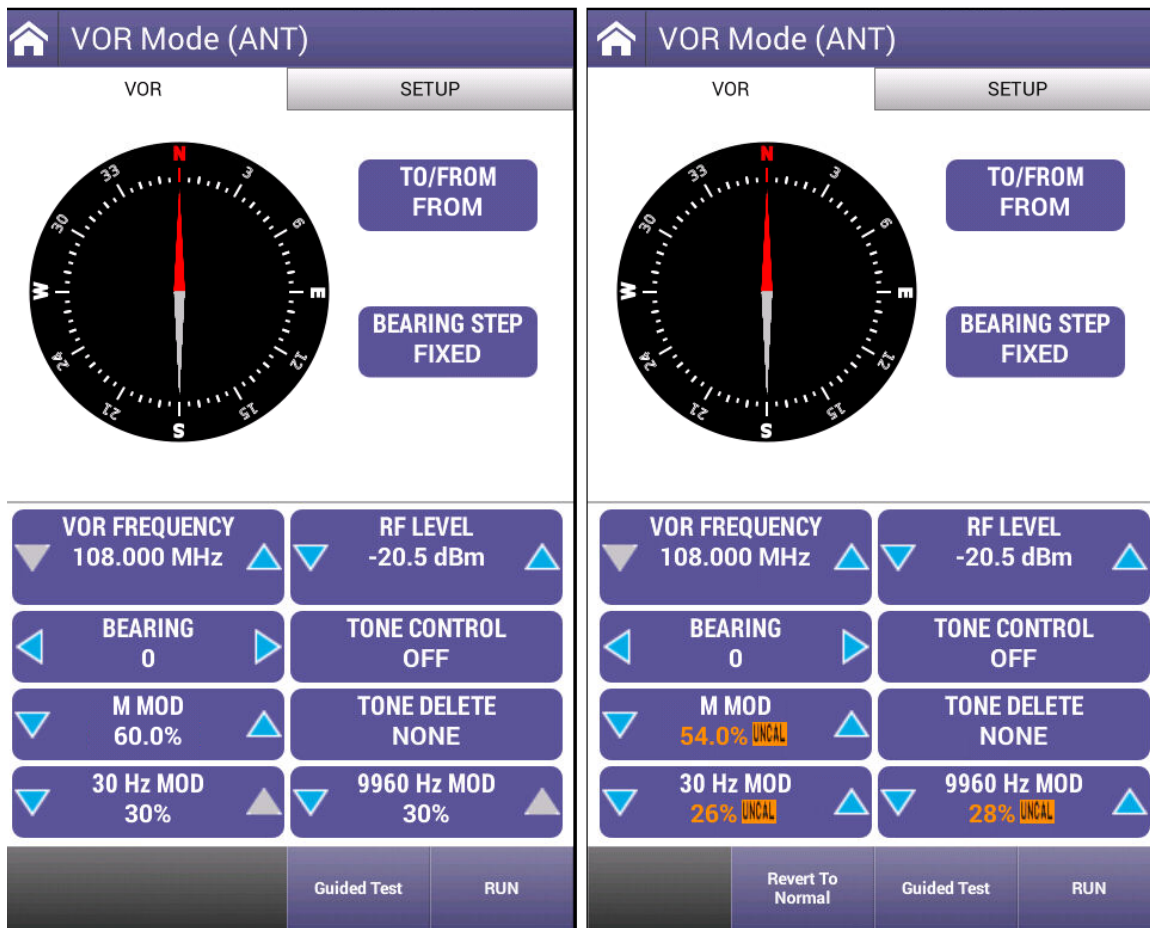 VOR Mode (ANT)
VOR
SETUP
N
3
6
E
12
15
S
21
24
W
30
33
TO/FROM
FROM
BEARING STEP
FIXED
VOR FREQUENCY
108.000 MHz
RF LEVEL
-20.5 dBm
BEARING
0
TONE CONTROL
OFF
M MOD
60.0%
TONE DELETE
NONE
30 Hz MOD
30%
9960 Hz MOD
30%
Guided Test
RUN
VOR Mode (ANT)
VOR
SETUP
N
3
6
E
12
15
S
21
24
W
30
33
TO/FROM
FROM
BEARING STEP
FIXED
VOR FREQUENCY
108.000 MHz
RF LEVEL
-20.5 dBm
BEARING
0
TONE CONTROL
OFF
M MOD
54.0% UNCAL
TONE DELETE
NONE
30 Hz MOD
26% UNCAL
9960 Hz MOD
28% UNCAL
Revert To
Normal
Guided Test
RUN